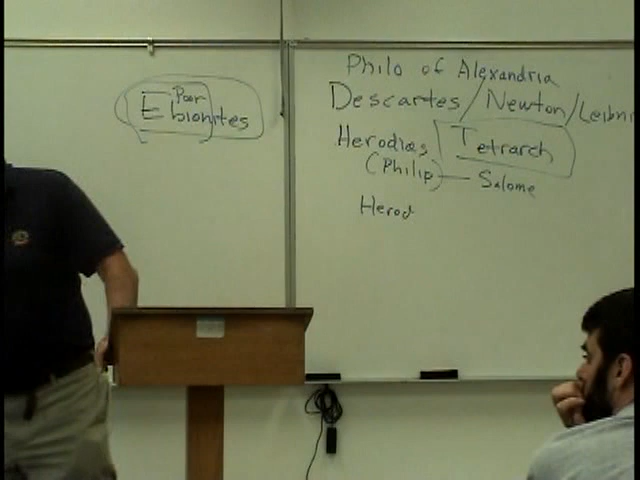 Poor
Ebionites
Philo of Alexandria
Descartes / Newton / Leibni
Herodias Tetrarch
(Philip) — Salome
Herod